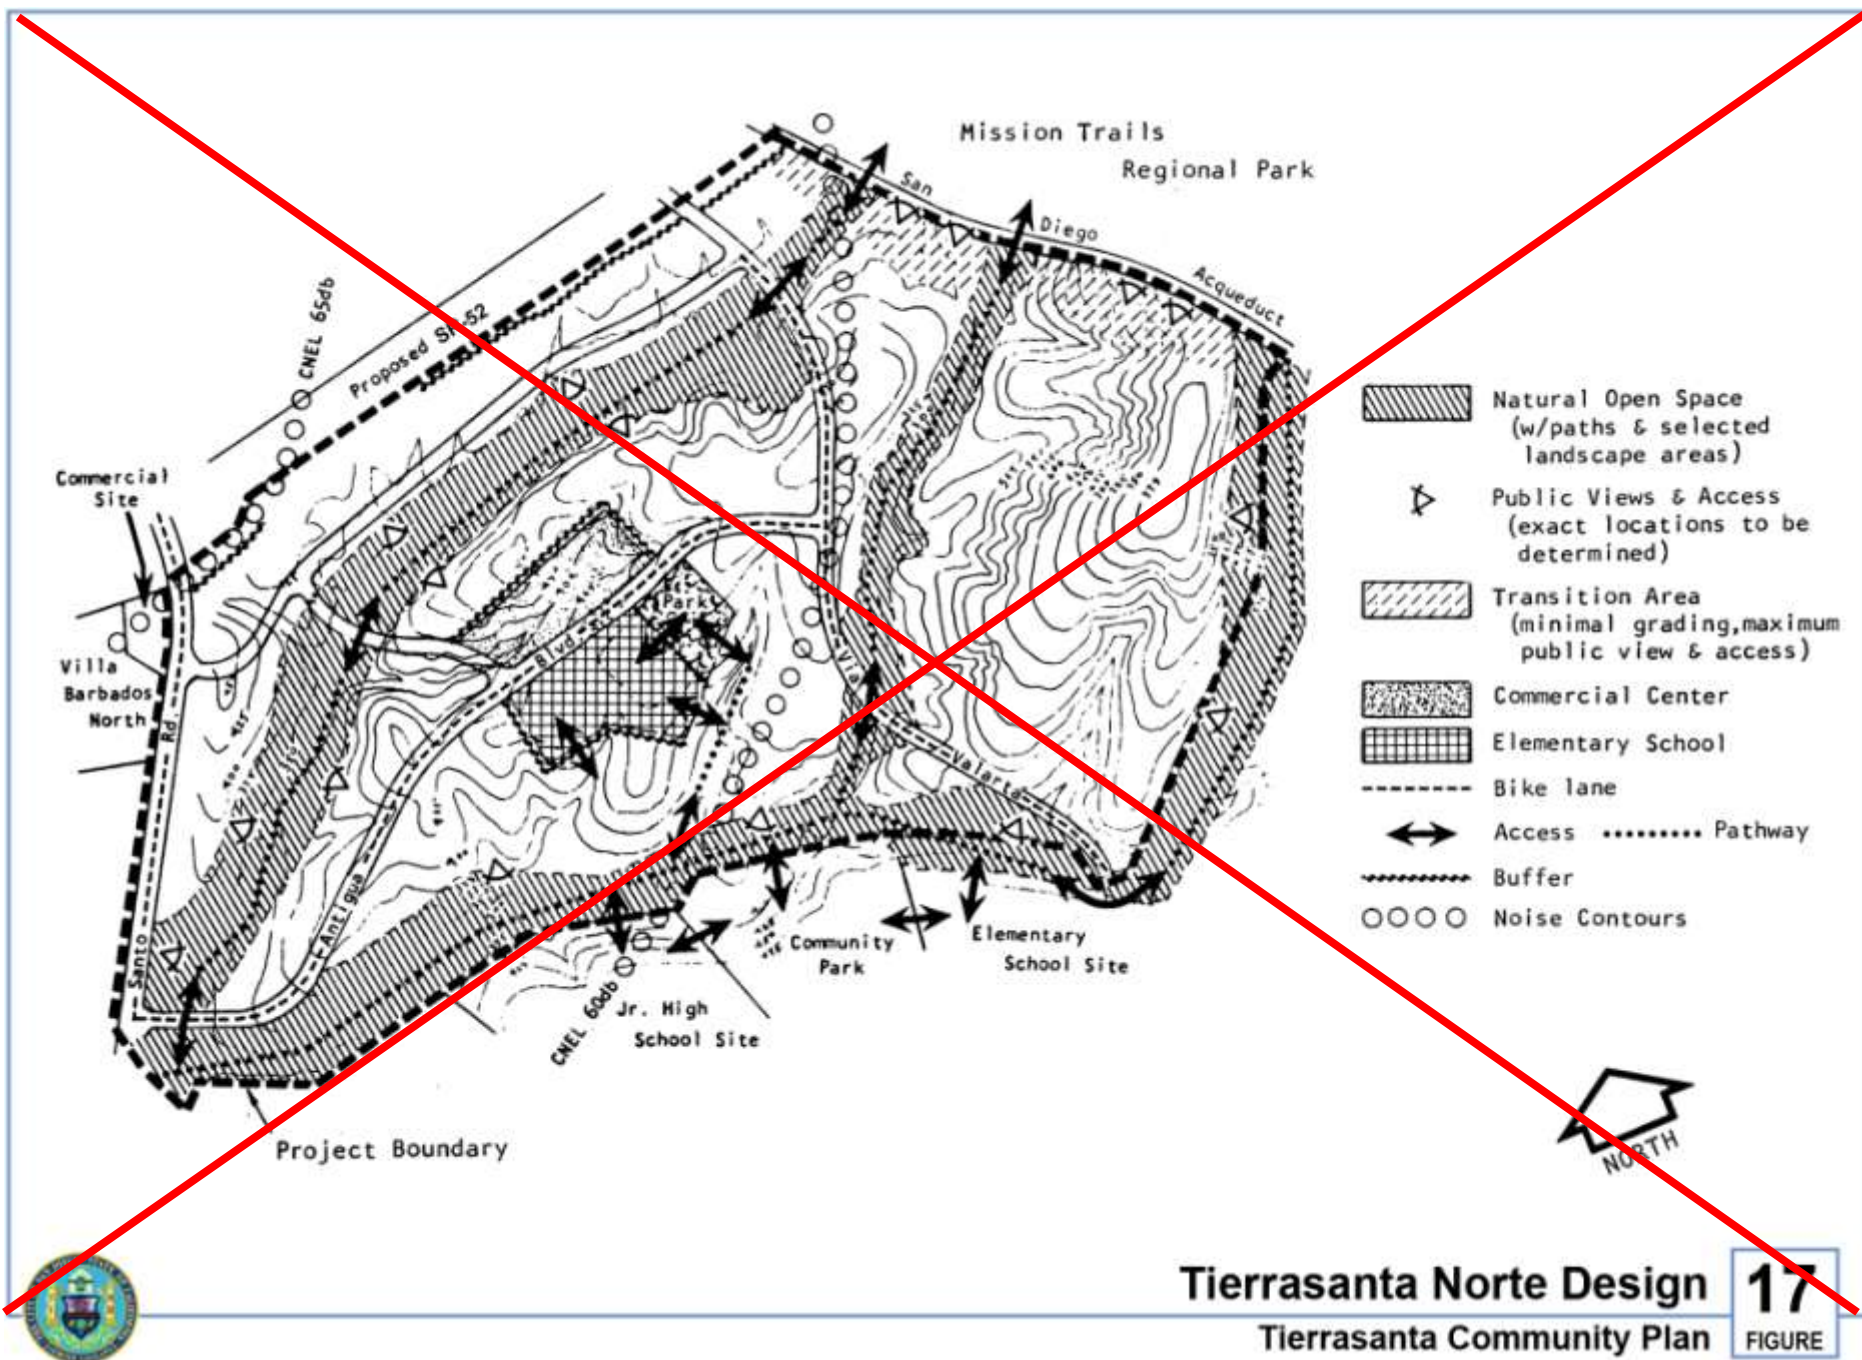 Mission Trails
Regional Park
San
Diego
Acqueduct
CNEL 65db
Proposed SR-52
Commercial
Site
Villa
Barbados
North
Santo
Rd.
Antigua
Blvd.
Park
Via
Valarta
Community
Park
Elementary
School Site
Jr. High
School Site
CNEL 60db
Project Boundary
Natural Open Space
(w/paths & selected
landscape areas)
Public Views & Access
(exact locations to be
determined)
Transition Area
(minimal grading,maximum
public view & access)
Commercial Center
Elementary School
Bike lane
Access
Pathway
Buffer
Noise Contours
NORTH
Tierrasanta Norte Design
Tierrasanta Community Plan
17
FIGURE